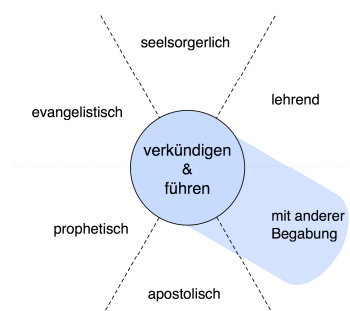 seelsorgerlich
lehrend
evangelistisch
verkündigen
&
führen
mit anderer
Begabung
prophetisch
apostolisch